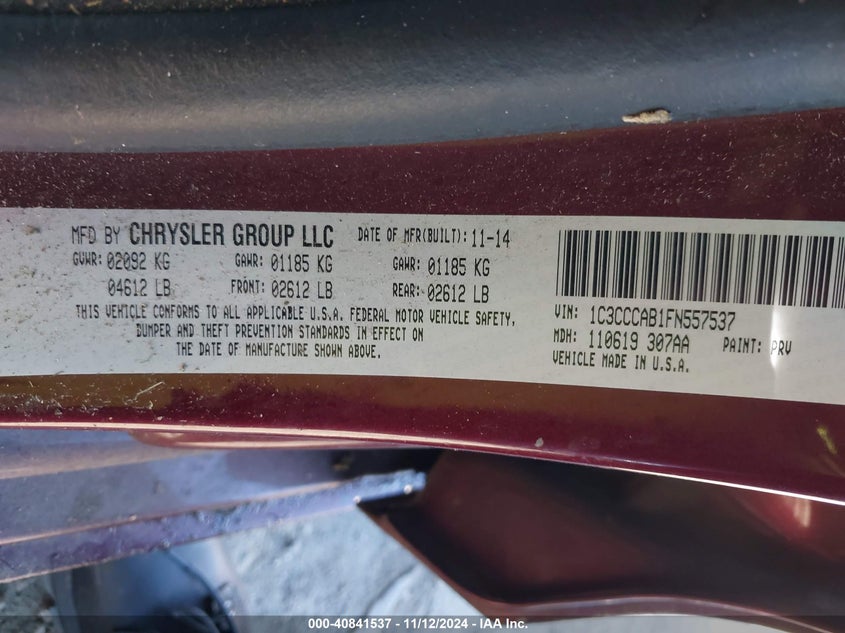 MFD BY CHRYSLER GROUP LLC DATE OF MFR(BUILT): 11-14
GVWR: 02092 KG GAWR: 01185 KG GAWR: 01185 KG
04612 LB FRONT: 02612 LB REAR: 02612 LB
THIS VEHICLE CONFORMS TO ALL APPLICABLE U.S.A. FEDERAL MOTOR VEHICLE SAFETY,
BUMPER AND THEFT PREVENTION STANDARDS IN EFFECT ON
THE DATE OF MANUFACTURE SHOWN ABOVE.
VIN: 1C3CCCAB1FN557537
MDH: 110619 307AA PAINT: PRV
VEHICLE MADE IN U.S.A.
000-40841537 - 11/12/2024 - IAA Inc.